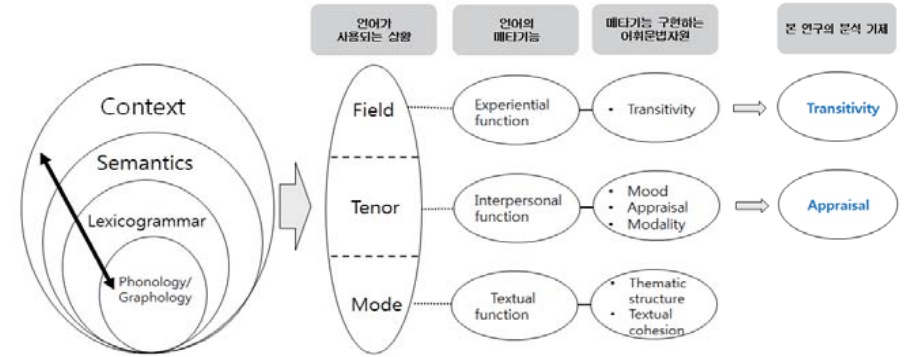 언어가
사용되는 상황
언어의
메타기능
메타기능 구현하는
어휘문법자원
본 연구의 분석 기제
Context
Semantics
Lexicogrammar
Phonology/
Graphology
Field
Experiential
function
• Transitivity
Transitivity
Tenor
Interpersonal
function
• Mood
• Appraisal
• Modality
Appraisal
Mode
Textual
function
• Thematic
structure
• Textual
cohesion